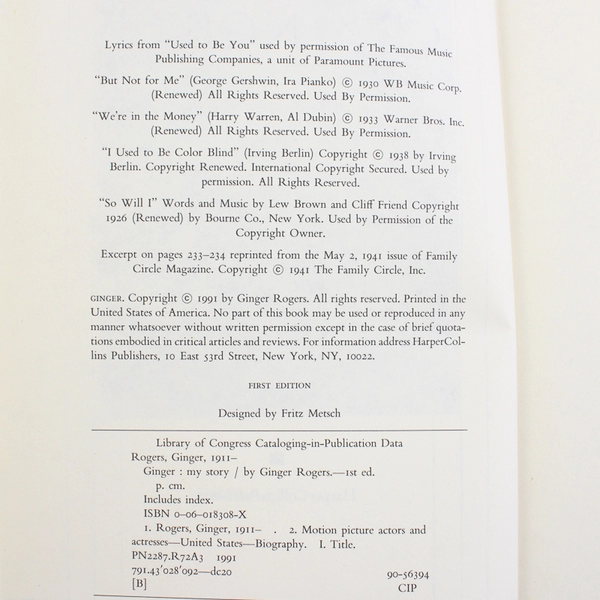 Lyrics from "Used to Be You" used by permission of The Famous Music
Publishing Companies, a unit of Paramount Pictures.
"But Not for Me" (George Gershwin, Ira Pianko) © 1930 WB Music Corp.
(Renewed) All Rights Reserved. Used By Permission.
"We're in the Money" (Harry Warren, Al Dubin) © 1933 Warner Bros. Inc.
(Renewed) All Rights Reserved. Used By Permission.
"I Used to Be Color Blind" (Irving Berlin) Copyright © 1938 by Irving
Berlin. Copyright Renewed. International Copyright Secured. Used by
permission. All Rights Reserved.
"So Will I" Words and Music by Lew Brown and Cliff Friend Copyright
1926 (Renewed) by Bourne Co., New York. Used by Permission of the
Copyright Owner.
Excerpt on pages 233–234 reprinted from the May 2, 1941 issue of Family
Circle Magazine. Copyright © 1941 The Family Circle, Inc.
GINGER. Copyright © 1991 by Ginger Rogers. All rights reserved. Printed in the
United States of America. No part of this book may be used or reproduced in any
manner whatsoever without written permission except in the case of brief quota-
tions embodied in critical articles and reviews. For information address HarperCol-
lins Publishers, 10 East 53rd Street, New York, NY, 10022.
FIRST EDITION
Designed by Fritz Metsch
Library of Congress Cataloging-in-Publication Data
Rogers, Ginger, 1911–
Ginger : my story / by Ginger Rogers.—1st ed.
p. cm.
Includes index.
ISBN 0-06-018308-X
1. Rogers, Ginger, 1911– . 2. Motion picture actors and
actresses—United States—Biography. I. Title.
PN2287.R72A3 1991
791.43'028'092—dc20
90-56394
[B]
CIP